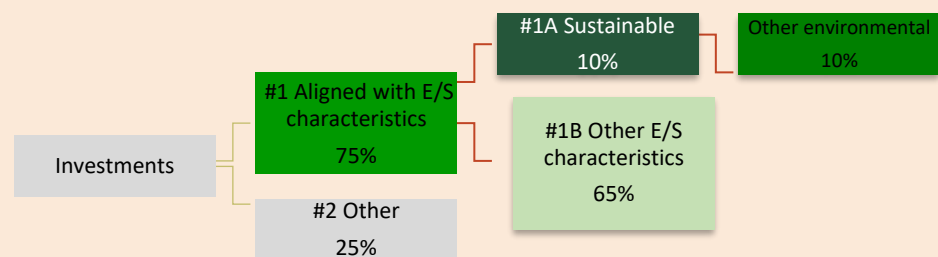 Investments
#1 Aligned with E/S
characteristics
75%
#2 Other
25%
#1A Sustainable
10%
#1B Other E/S
characteristics
65%
Other environmental
10%